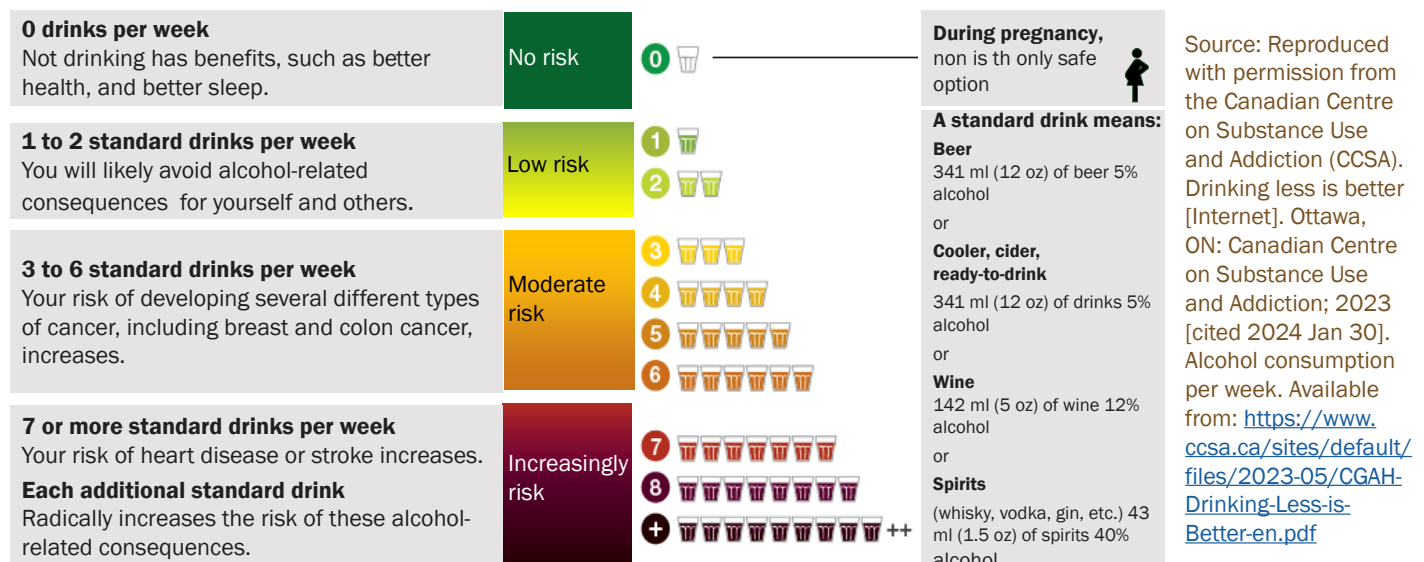 0 drinks per week
Not drinking has benefits, such as better
health, and better sleep.
No risk
0
1 to 2 standard drinks per week
You will likely avoid alcohol-related
consequences for yourself and others.
Low risk
1
2
3 to 6 standard drinks per week
Your risk of developing several different types
of cancer, including breast and colon cancer,
increases.
Moderate
risk
3
4
5
6
7 or more standard drinks per week
Your risk of heart disease or stroke increases.
Each additional standard drink
Radically increases the risk of these alcohol-
related consequences.
Increasingly
risk
7
8
+
++
During pregnancy,
non is th only safe
option
A standard drink means:
Beer
341 ml (12 oz) of beer 5%
alcohol
or
Cooler, cider,
ready-to-drink
341 ml (12 oz) of drinks 5%
alcohol
or
Wine
142 ml (5 oz) of wine 12%
alcohol
or
Spirits
(whisky, vodka, gin, etc.) 43
ml (1.5 oz) of spirits 40%
alcohol
Source: Reproduced
with permission from
the Canadian Centre
on Substance Use
and Addiction (CCSA).
Drinking less is better
[Internet]. Ottawa,
ON: Canadian Centre
on Substance Use
and Addiction; 2023
[cited 2024 Jan 30].
Alcohol consumption
per week. Available
from: https://www.
ccsa.ca/sites/default/
files/2023-05/CGAH-
Drinking-Less-is-
Better-en.pdf